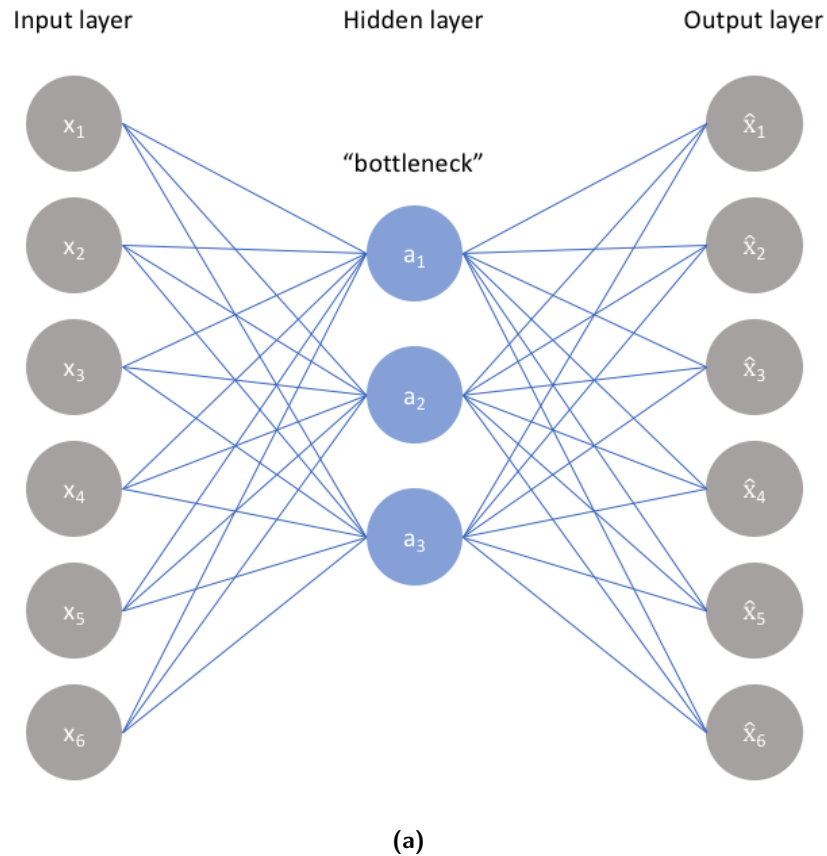 Input layer
Hidden layer
Output layer
"bottleneck"
x₁
x₂
x₃
x₄
x₅
x₆
a₁
a₂
a₃
x̂₁
x̂₂
x̂₃
x̂₄
x̂₅
x̂₆
(a)